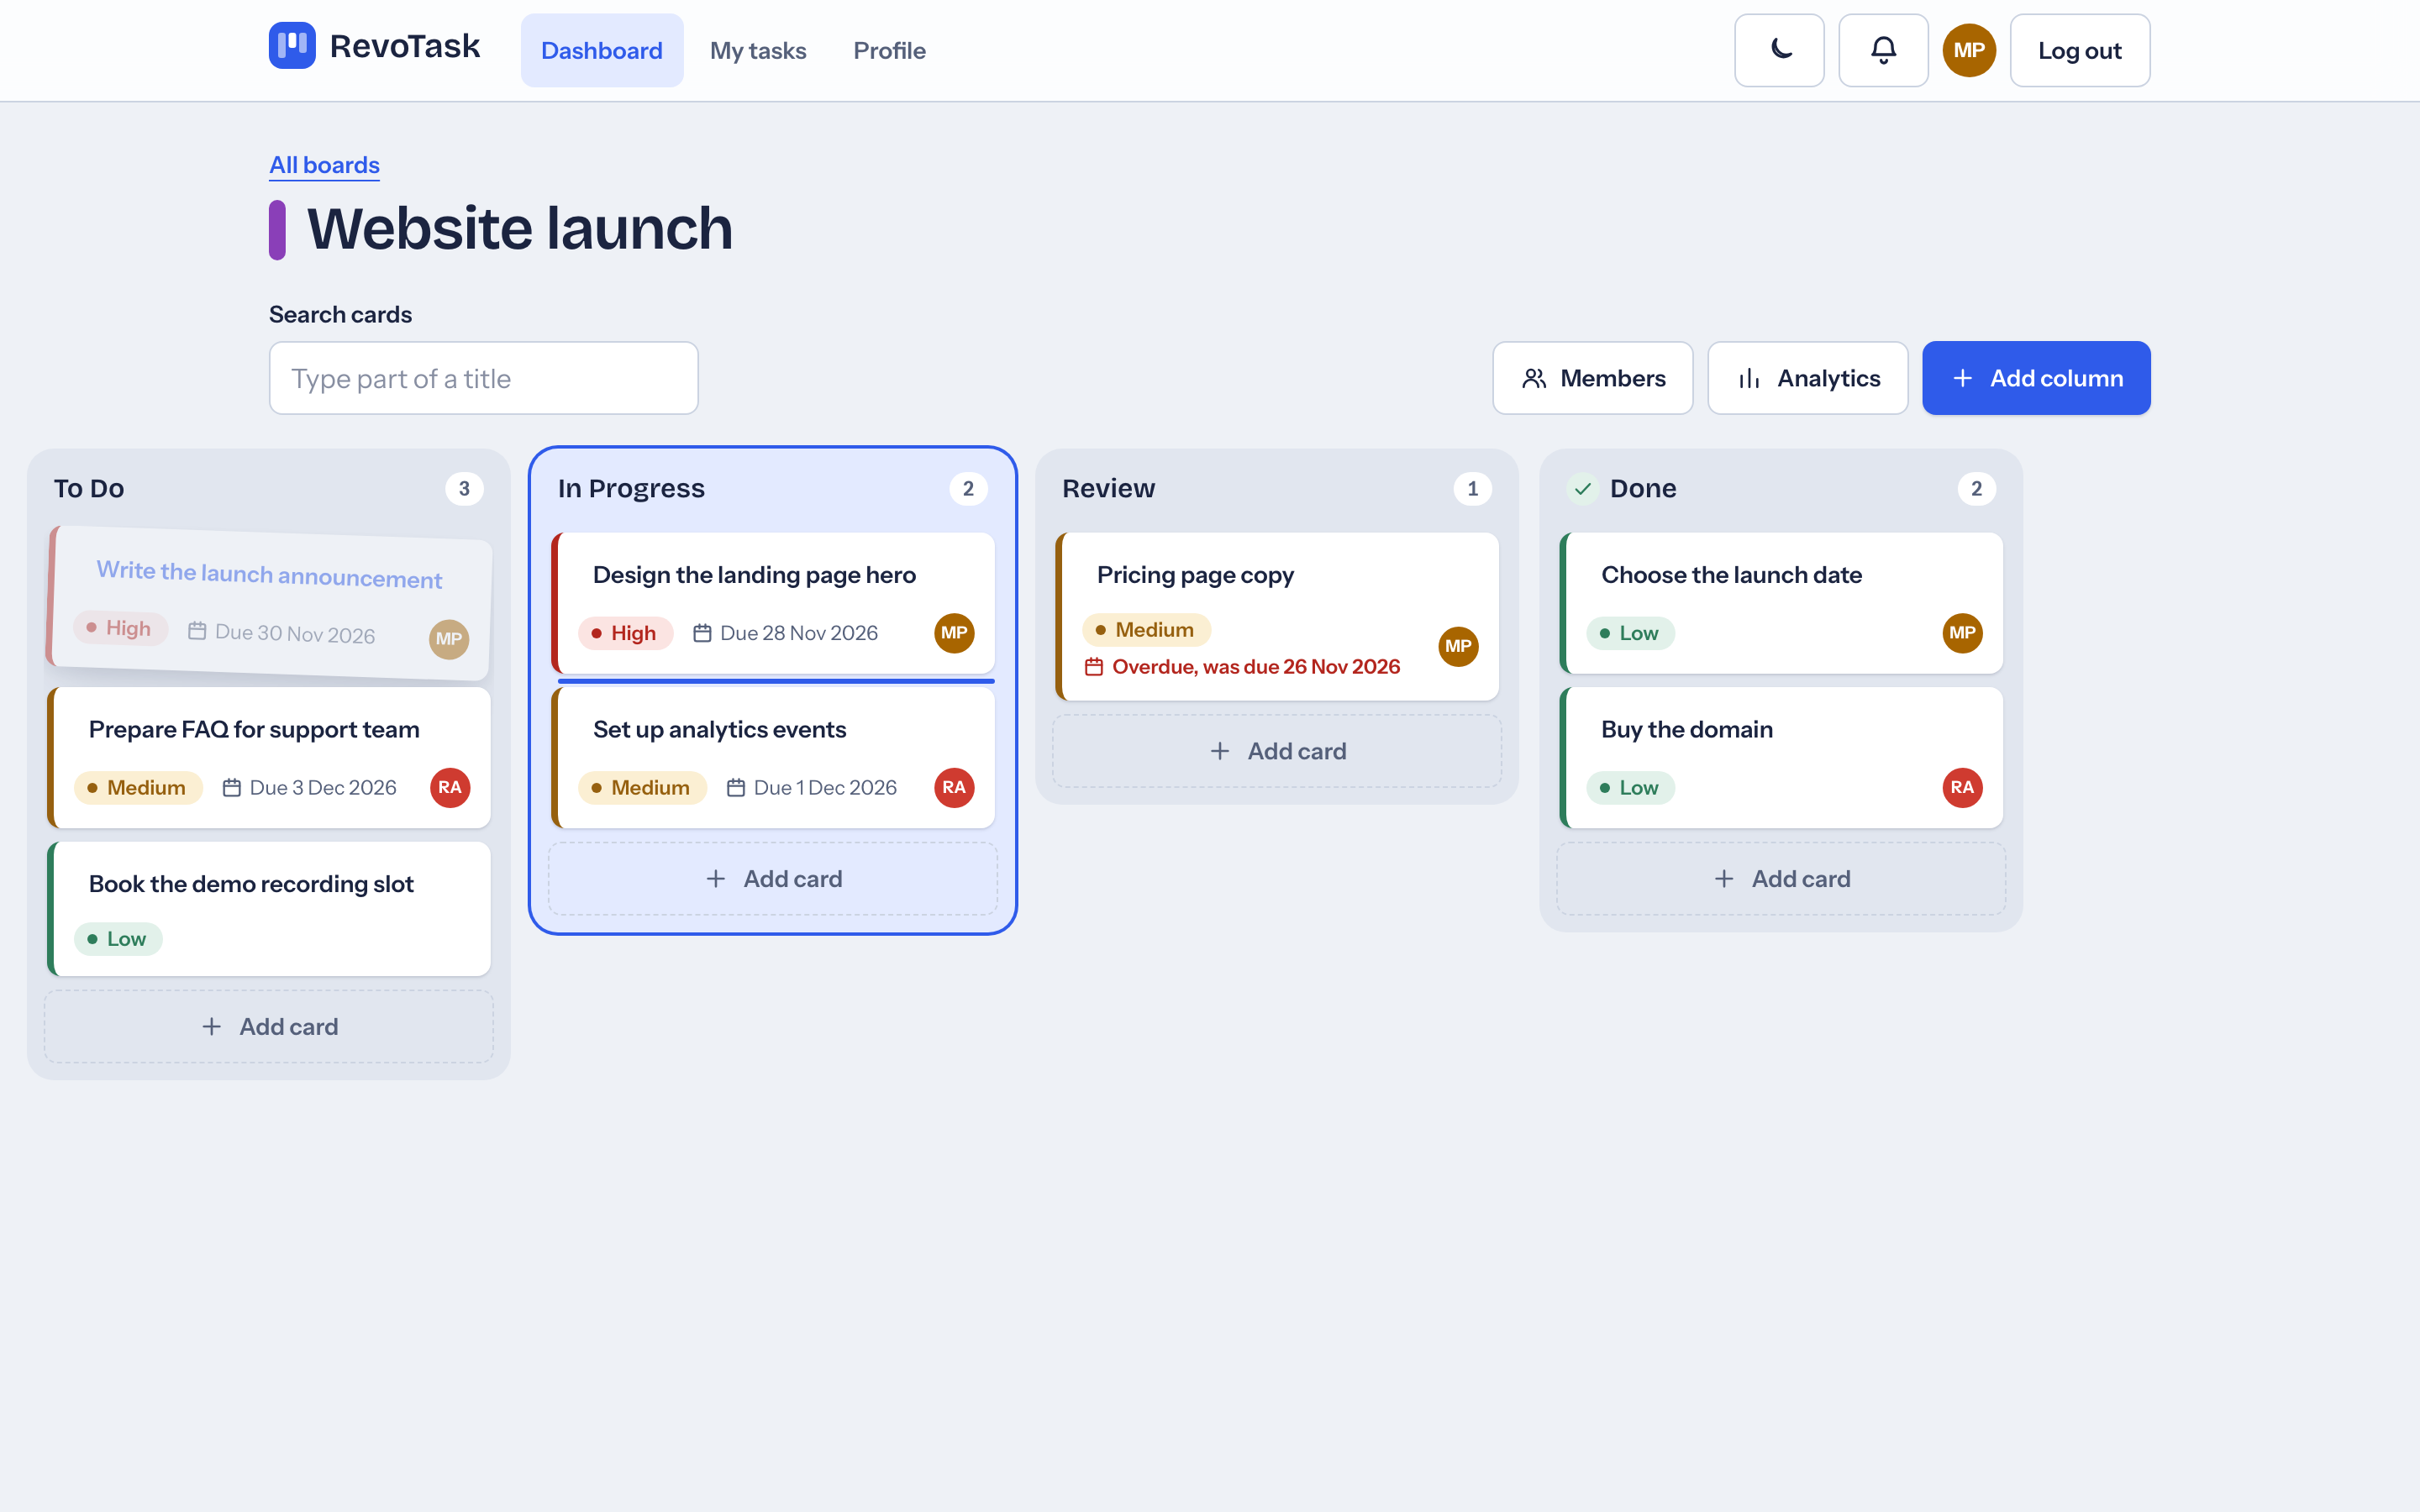 RevoTask
Dashboard
My tasks
Profile
MP
Log out
All boards
Website launch
Search cards
Type part of a title
Members
Analytics
Add column
To Do
3
Write the launch announcement
High
Due 30 Nov 2026
MP
Prepare FAQ for support team
Medium
Due 3 Dec 2026
RA
Book the demo recording slot
Low
Add card
In Progress
2
Design the landing page hero
High
Due 28 Nov 2026
MP
Set up analytics events
Medium
Due 1 Dec 2026
RA
Add card
Review
1
Pricing page copy
Medium
Overdue, was due 26 Nov 2026
MP
Add card
Done
2
Choose the launch date
Low
MP
Buy the domain
Low
RA
Add card